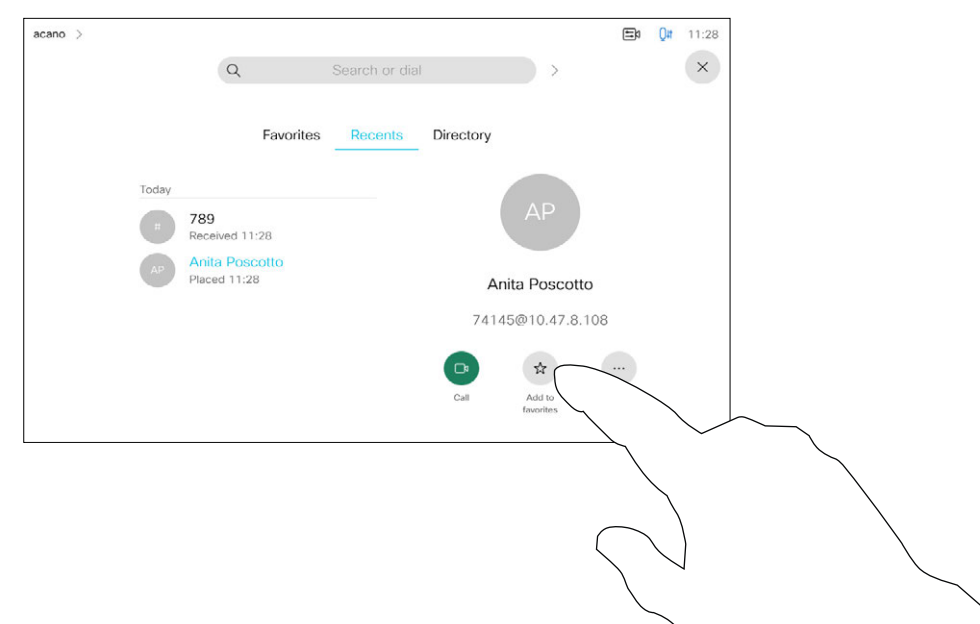 acano
11:28
Search or dial
Favorites Recents Directory
Today
#
789
Received 11:28
AP
Anita Poscotto
Placed 11:28
AP
Anita Poscotto
74145@10.47.8.108
Call
Add to
favorites